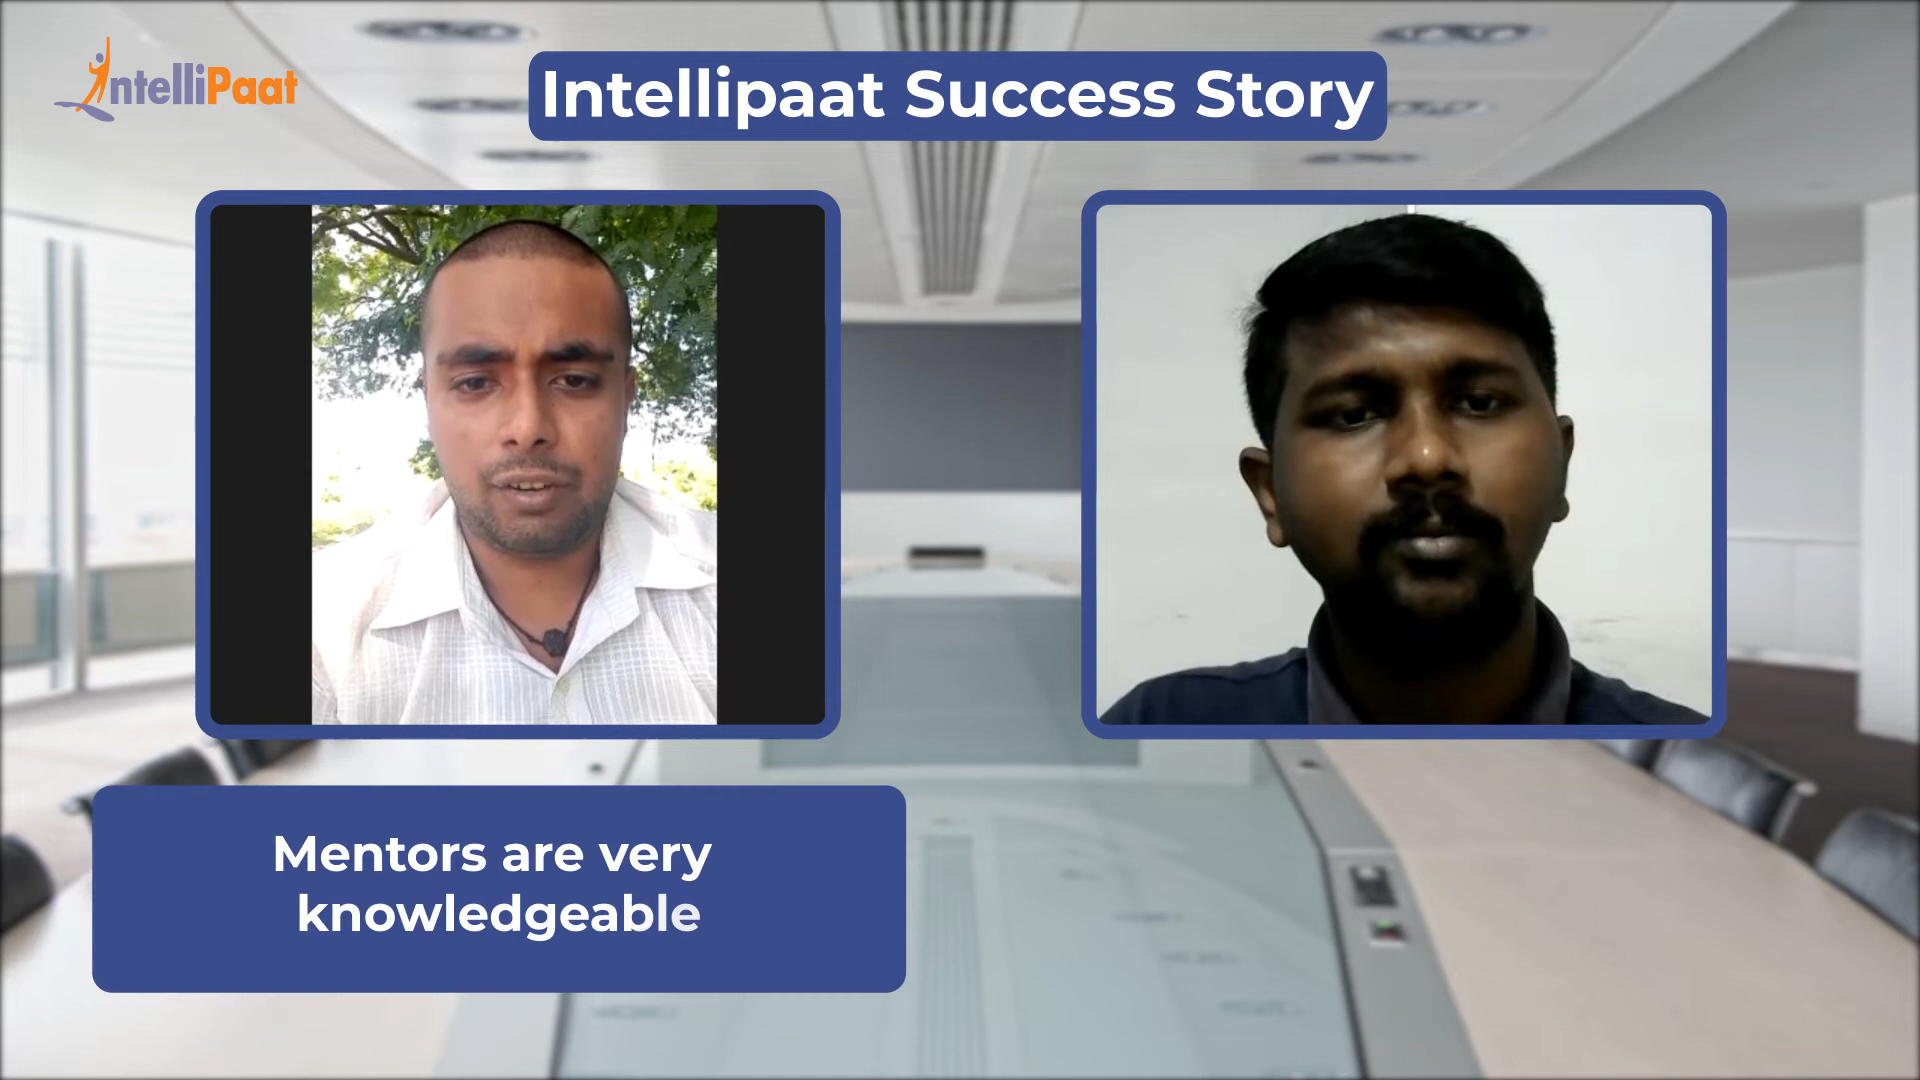 IntelliPaat
Intellipaat Success Story
Mentors are very
knowledgeable